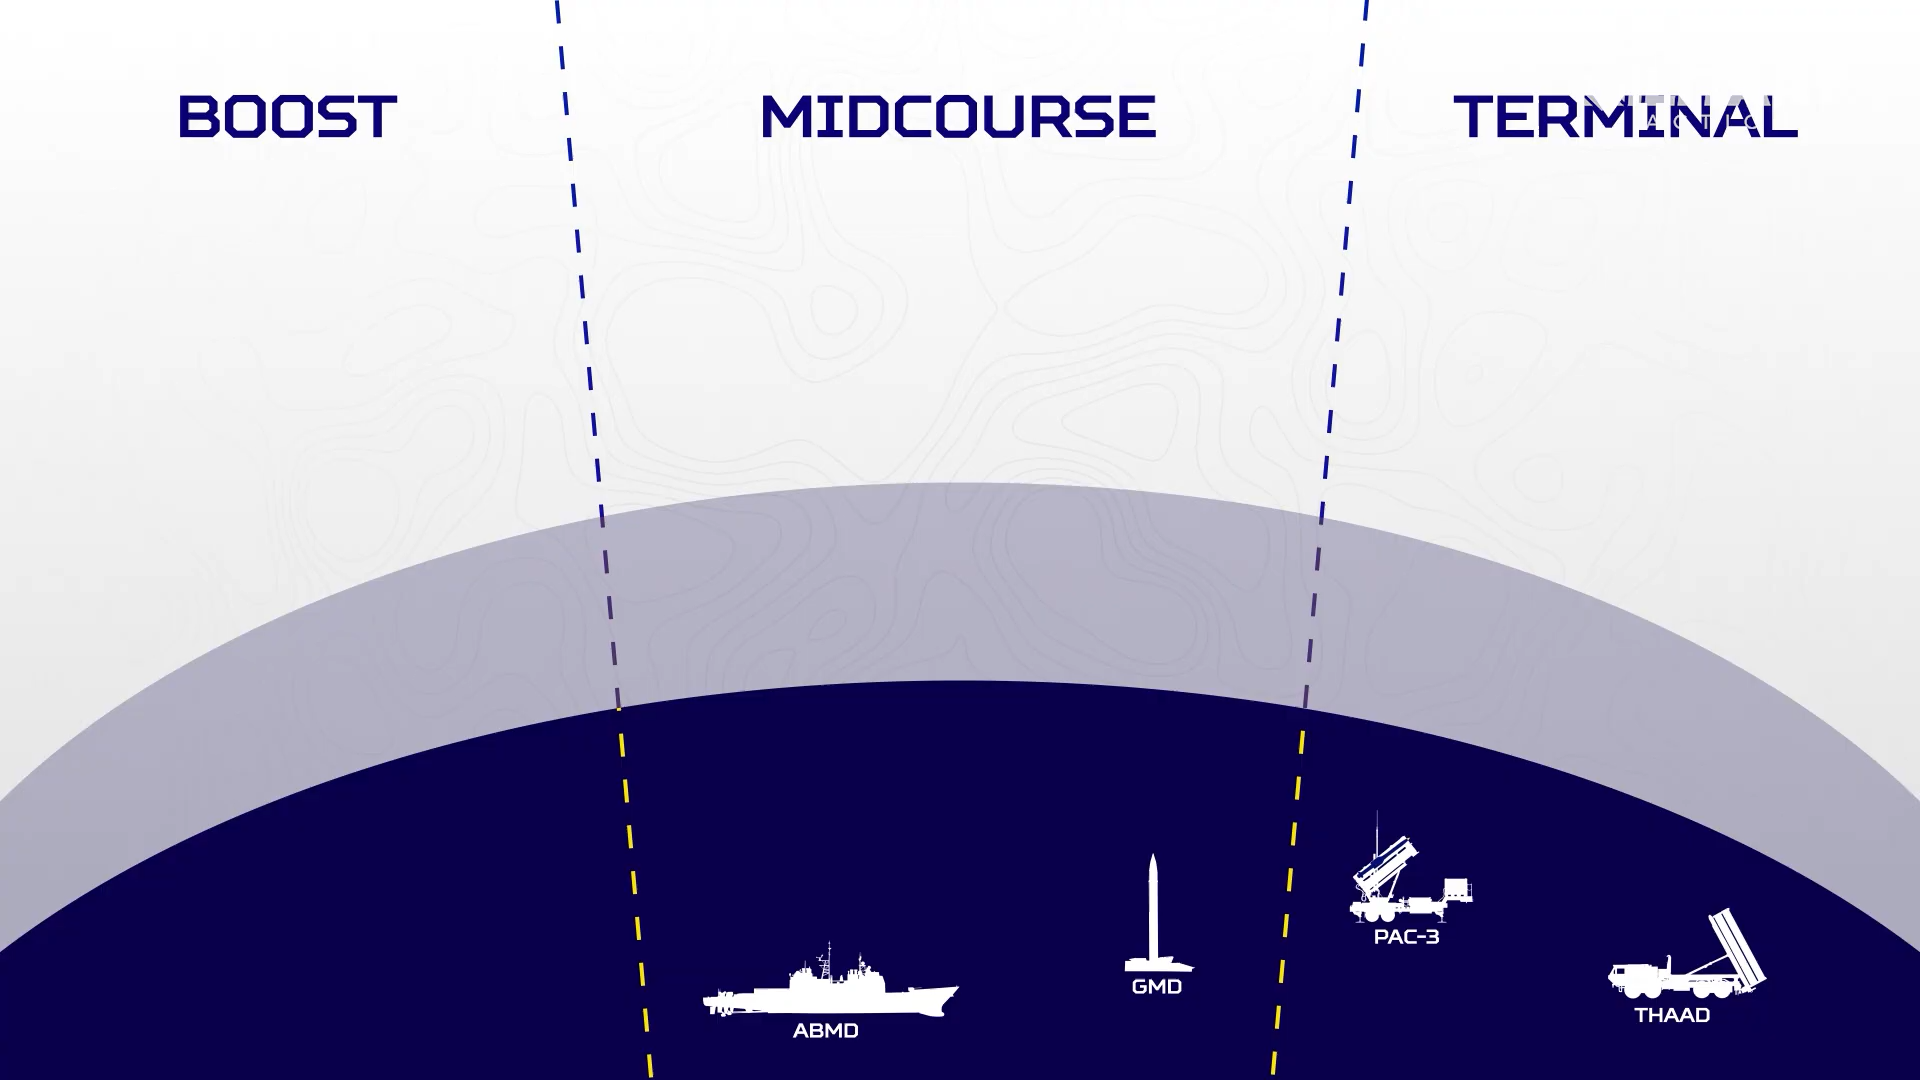 BOOST
MIDCOURSE
TERMINAL
PAC-3
GMD
THAAD
ABMD